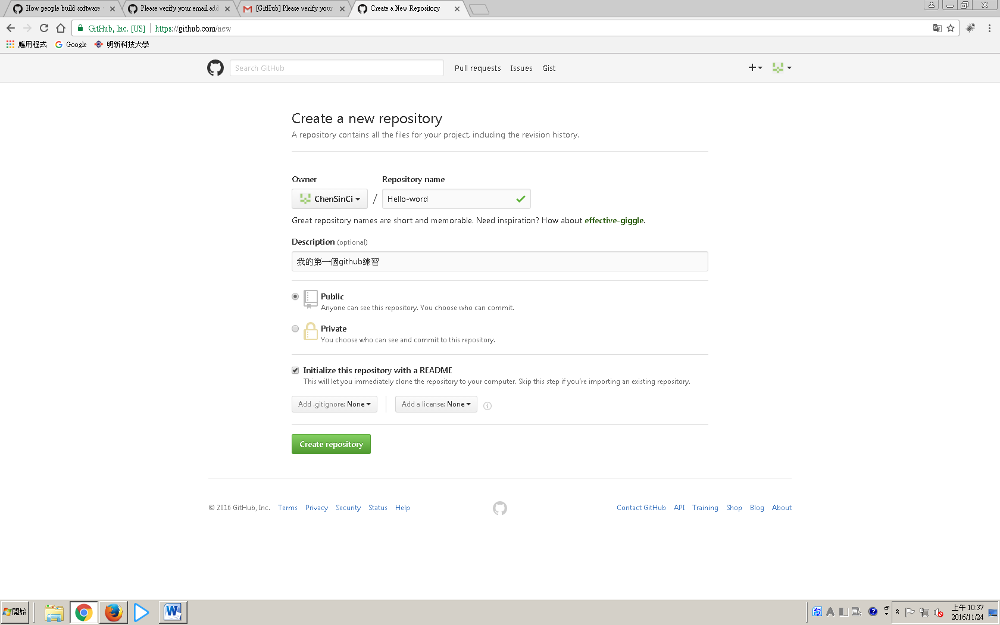 How people build software
Please verify your email add
[GitHub] Please verify your
Create a New Repository
GitHub, Inc. [US]
https://github.com/new
應用程式
Google
明新科技大學
Search GitHub
Pull requests
Issues
Gist
Create a new repository
A repository contains all the files for your project, including the revision history.
Owner
Repository name
ChenSinCi
/
Hello-word
Great repository names are short and memorable. Need inspiration? How about effective-giggle.
Description (optional)
我的第一個github練習
Public
Anyone can see this repository. You choose who can commit.
Private
You choose who can see and commit to this repository.
Initialize this repository with a README
This will let you immediately clone the repository to your computer. Skip this step if you're importing an existing repository.
Add .gitignore: None
Add a license: None
Create repository
© 2016 GitHub, Inc.
Terms
Privacy
Security
Status
Help
Contact GitHub
API
Training
Shop
Blog
About
開始
上午 10:37
2016/11/24